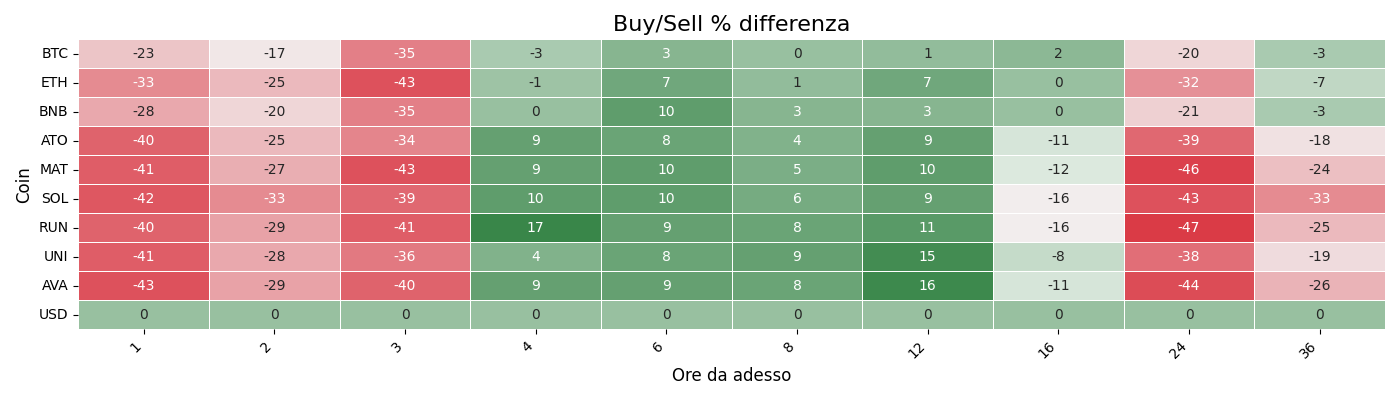 Buy/Sell % differenza
Coin
BTC -23 -17 -35 -3 3 0 1 2 -20 -3
ETH -33 -25 -43 -1 7 1 7 0 -32 -7
BNB -28 -20 -35 0 10 3 3 0 -21 -3
ATO -40 -25 -34 9 8 4 9 -11 -39 -18
MAT -41 -27 -43 9 10 5 10 -12 -46 -24
SOL -42 -33 -39 10 10 6 9 -16 -43 -33
RUN -40 -29 -41 17 9 8 11 -16 -47 -25
UNI -41 -28 -36 4 8 9 15 -8 -38 -19
AVA -43 -29 -40 9 9 8 16 -11 -44 -26
USD 0 0 0 0 0 0 0 0 0 0
1 2 3 4 6 8 12 16 24 36
Ore da adesso